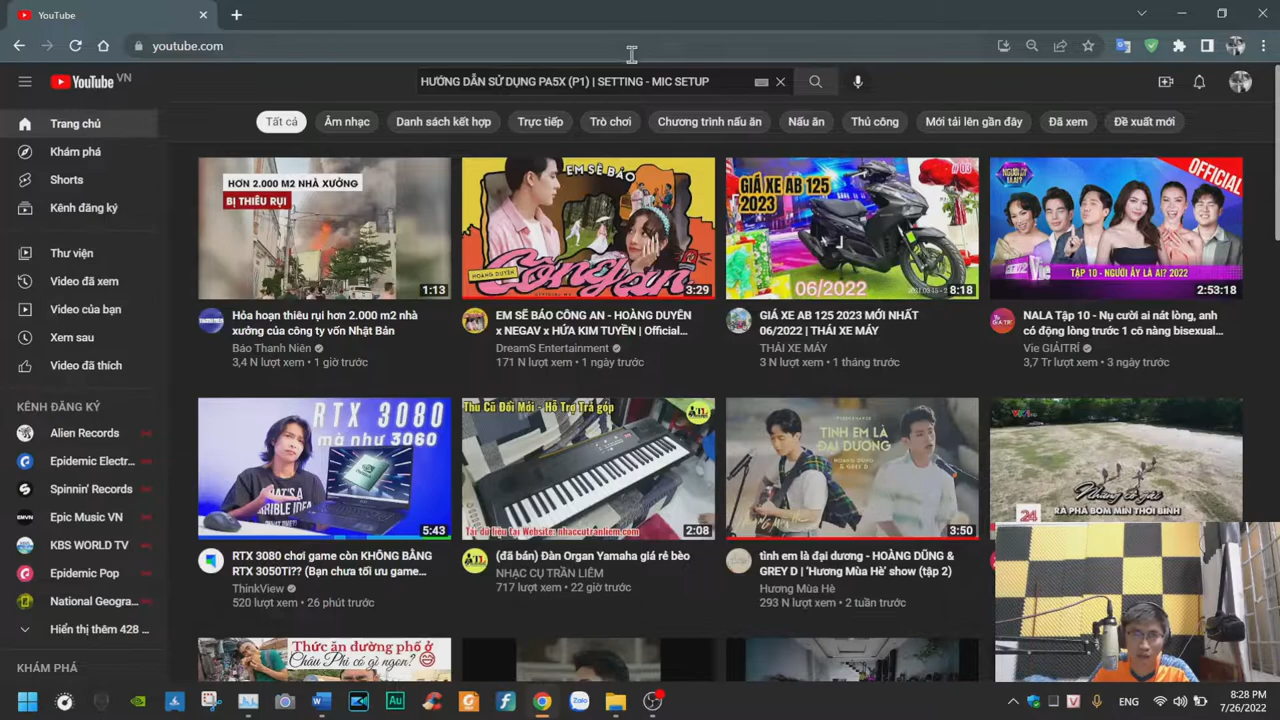 YouTube
youtube.com
YouTube VN
HƯỚNG DẪN SỬ DỤNG PA5X (P1) | SETTING - MIC SETUP
Tất cả
Âm nhạc
Danh sách kết hợp
Trực tiếp
Trò chơi
Chương trình nấu ăn
Nấu ăn
Thủ công
Mới tải lên gần đây
Đã xem
Đề xuất mới
Trang chủ
Khám phá
Shorts
Kênh đăng ký
Thư viện
Video đã xem
Video của bạn
Xem sau
Video đã thích
KÊNH ĐĂNG KÝ
Alien Records
Epidemic Electr...
Spinnin' Records
Epic Music VN
KBS WORLD TV
Epidemic Pop
National Geogra...
Hiển thị thêm 428 ...
KHÁM PHÁ
HƠN 2.000 M2 NHÀ XƯỞNG
BỊ THIÊU RỤI
1:13
Hỏa hoạn thiêu rụi hơn 2.000 m2 nhà
xưởng của công ty vốn Nhật Bản
Báo Thanh Niên
3,4 N lượt xem • 1 giờ trước
EM SẼ BÁO
HOÀNG DUYÊN
Công an
3:29
EM SẼ BÁO CÔNG AN - HOÀNG DUYÊN
x NEGAV x HỨA KIM TUYỀN | Official...
DreamS Entertainment
171 N lượt xem • 1 ngày trước
GIÁ XE AB 125
2023
#03
06/2022
8:18
GIÁ XE AB 125 2023 MỚI NHẤT
06/2022 | THÁI XE MÁY
THÁI XE MÁY
3 N lượt xem • 1 tháng trước
OFFICIAL
TẬP 10 - NGƯỜI ẤY LÀ AI? 2022
2:53:18
NALA Tập 10 - Nụ cười ai nát lòng, anh
có động lòng trước 1 cô nàng bisexual...
Vie GIẢITRÍ
3,7 Tr lượt xem • 3 ngày trước
RTX 3080
mà như 3060
5:43
RTX 3080 chơi game còn KHÔNG BẰNG
RTX 3050Ti?? (Bạn chưa tối ưu game...
ThinkView
520 lượt xem • 26 phút trước
Thu Cũ Đổi Mới - Hỗ Trợ Trả góp
Tải dữ liệu tại Website:nhaccutranliem.com
2:08
(đã bán) Đàn Organ Yamaha giá rẻ bèo
NHẠC CỤ TRẦN LIÊM
717 lượt xem • 22 giờ trước
TÌNH EM LÀ
ĐẠI DƯƠNG
3:50
tình em là đại dương - HOÀNG DŨNG &
GREY D | 'Hương Mùa Hè' show (tập 2)
Hương Mùa Hè
293 N lượt xem • 2 tuần trước
24
Những cô gái
RÀ PHÁ BOM MÌN THỜI BÌNH
Thức ăn đường phố ở
Châu Phi có gì ngon?
ENG
8:28 PM
7/26/2022